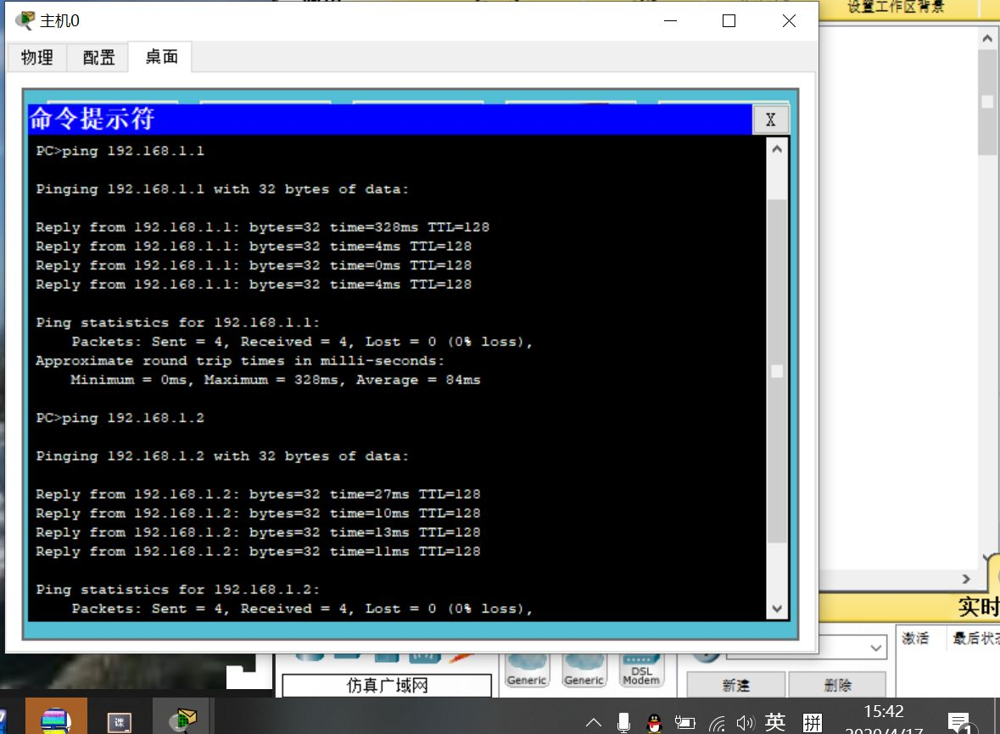 主机0
设置工作区背景
物理 配置 桌面
命令提示符
X
PC>ping 192.168.1.1
Pinging 192.168.1.1 with 32 bytes of data:
Reply from 192.168.1.1: bytes=32 time=328ms TTL=128
Reply from 192.168.1.1: bytes=32 time=4ms TTL=128
Reply from 192.168.1.1: bytes=32 time=0ms TTL=128
Reply from 192.168.1.1: bytes=32 time=4ms TTL=128
Ping statistics for 192.168.1.1:
Packets: Sent = 4, Received = 4, Lost = 0 (0% loss),
Approximate round trip times in milli-seconds:
Minimum = 0ms, Maximum = 328ms, Average = 84ms
PC>ping 192.168.1.2
Pinging 192.168.1.2 with 32 bytes of data:
Reply from 192.168.1.2: bytes=32 time=27ms TTL=128
Reply from 192.168.1.2: bytes=32 time=10ms TTL=128
Reply from 192.168.1.2: bytes=32 time=13ms TTL=128
Reply from 192.168.1.2: bytes=32 time=11ms TTL=128
Ping statistics for 192.168.1.2:
Packets: Sent = 4, Received = 4, Lost = 0 (0% loss),
实时
激活 最后状态
Generic Generic DSL Modem
仿真广域网
新建 删除
课
英 拼
15:42
2020/4/17
1